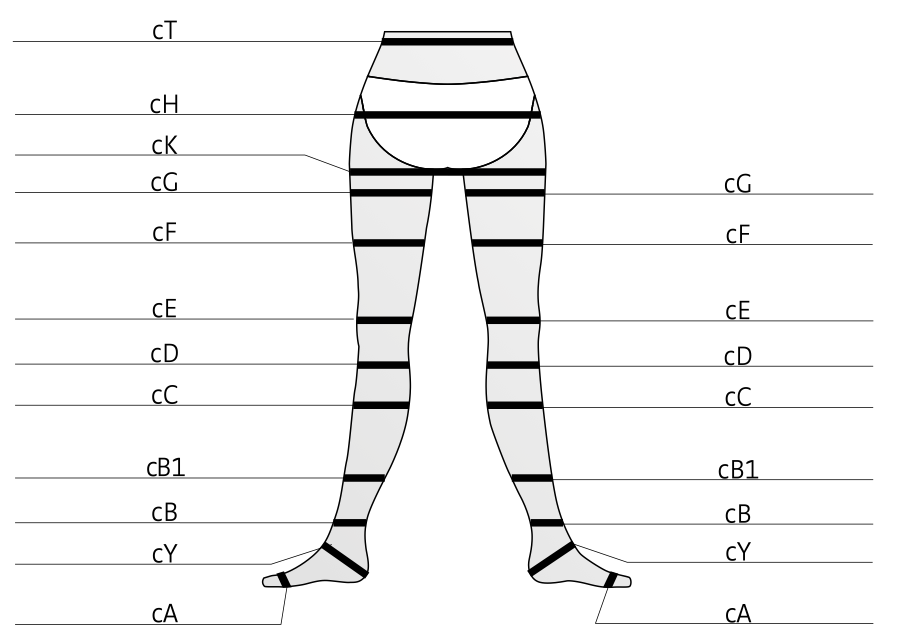 cT
cH
cK
cG cG
cF cF
cE cE
cD cD
cC cC
cB1 cB1
cB cB
cY cY
cA cA